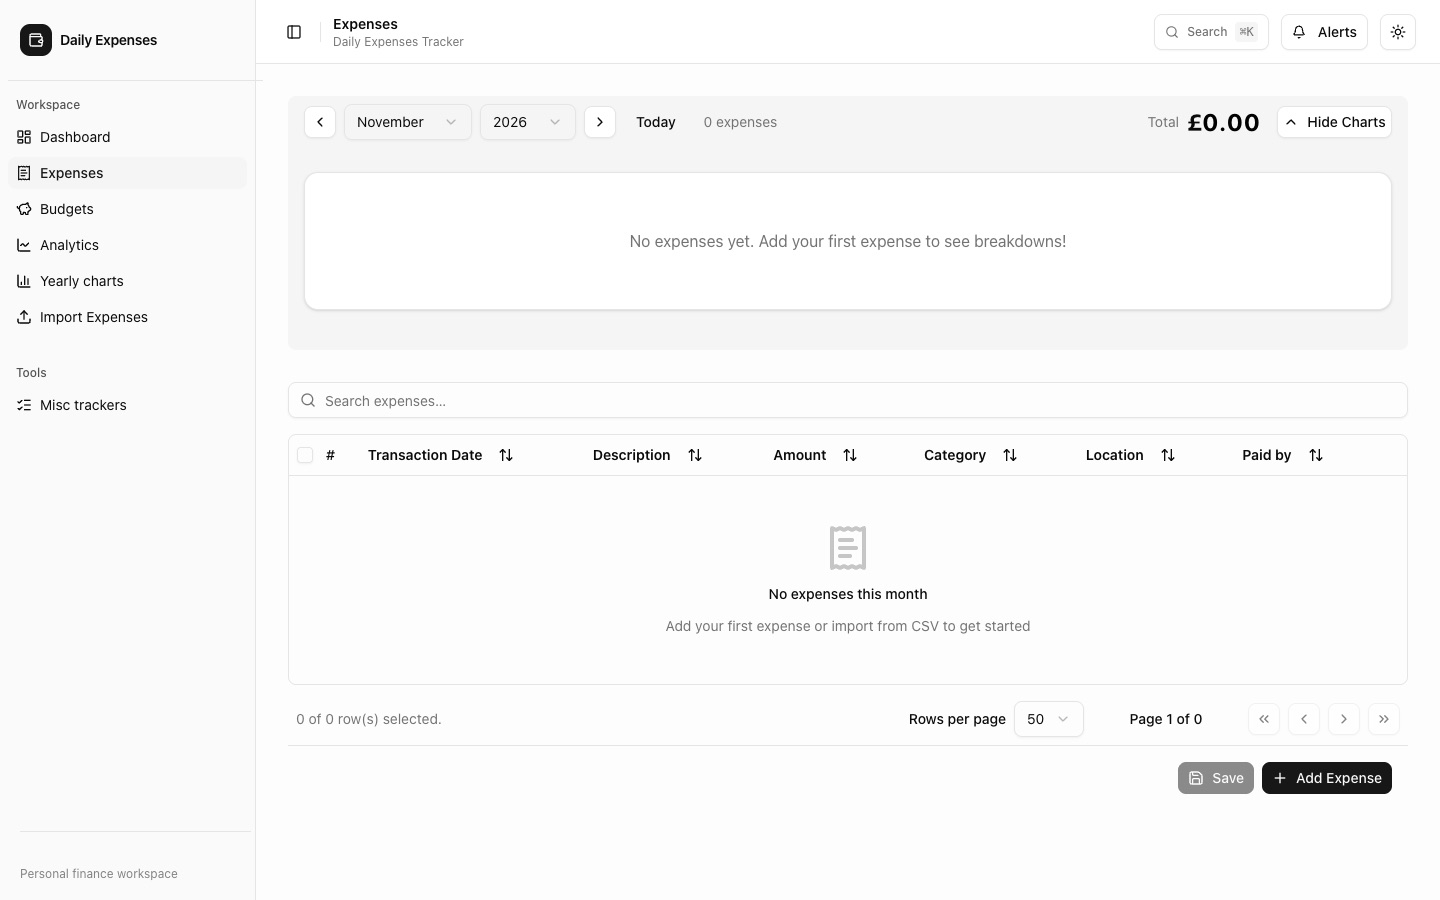 Daily Expenses
Workspace
Dashboard
Expenses
Budgets
Analytics
Yearly charts
Import Expenses
Tools
Misc trackers
Personal finance workspace
Expenses
Daily Expenses Tracker
Search ⌘K
Alerts
November
2026
Today
0 expenses
Total £0.00
Hide Charts
No expenses yet. Add your first expense to see breakdowns!
Search expenses...
# Transaction Date Description Amount Category Location Paid by
No expenses this month
Add your first expense or import from CSV to get started
0 of 0 row(s) selected.
Rows per page 50
Page 1 of 0
Save
Add Expense